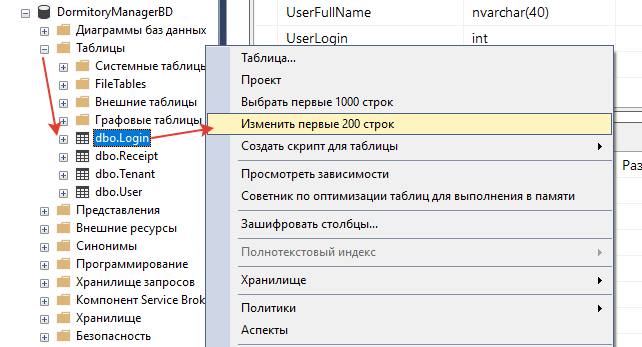 DormitoryManagerBD
Диаграммы баз данных
Таблицы
Системные таблицы
FileTables
Внешние таблицы
Графовые таблицы
dbo.Login
dbo.Receipt
dbo.Tenant
dbo.User
Представления
Внешние ресурсы
Синонимы
Программирование
Хранилище запросов
Компонент Service Brok
Хранилище
Безопасность
UserFullName nvarchar(40)
UserLogin int
Таблица...
Проект
Выбрать первые 1000 строк
Изменить первые 200 строк
Создать скрипт для таблицы
Просмотреть зависимости
Советник по оптимизации таблиц для выполнения в памяти
Зашифровать столбцы...
Полнотекстовый индекс
Хранилище
Политики
Аспекты
Раз